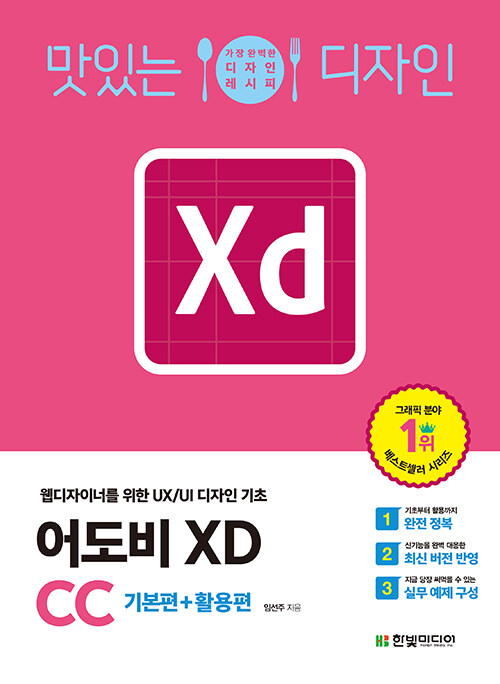 맛있는 디자인
가장 완벽한
디자인
레시피
Xd
그래픽 분야
1위
베스트셀러 시리즈
웹디자이너를 위한 UX/UI 디자인 기초
어도비 XD
CC 기본편+활용편 임선주 지음
1 기초부터 활용까지
완전 정복
2 신기능을 완벽 대응한
최신 버전 반영
3 지금 당장 써먹을 수 있는
실무 예제 구성
HB 한빛미디어